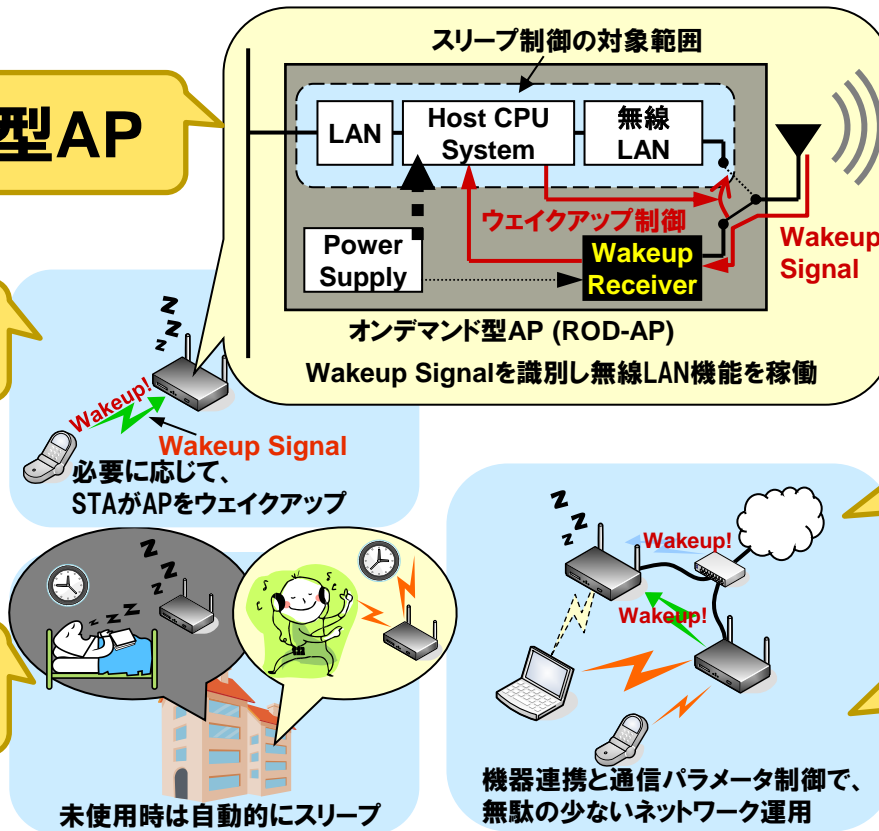 型AP
スリープ制御の対象範囲
LAN
Host CPU
System
無線
LAN
ウェイクアップ制御
Power
Supply
Wakeup
Receiver
Wakeup
Signal
オンデマンド型AP (ROD-AP)
Wakeup Signalを識別し無線LAN機能を稼働
z z Z
Wakeup!
Wakeup Signal
必要に応じて、
STAがAPをウェイクアップ
z z Z
z z Z Z
未使用時は自動的にスリープ
z z Z
Wakeup!
Wakeup!
機器連携と通信パラメータ制御で、
無駄の少ないネットワーク運用